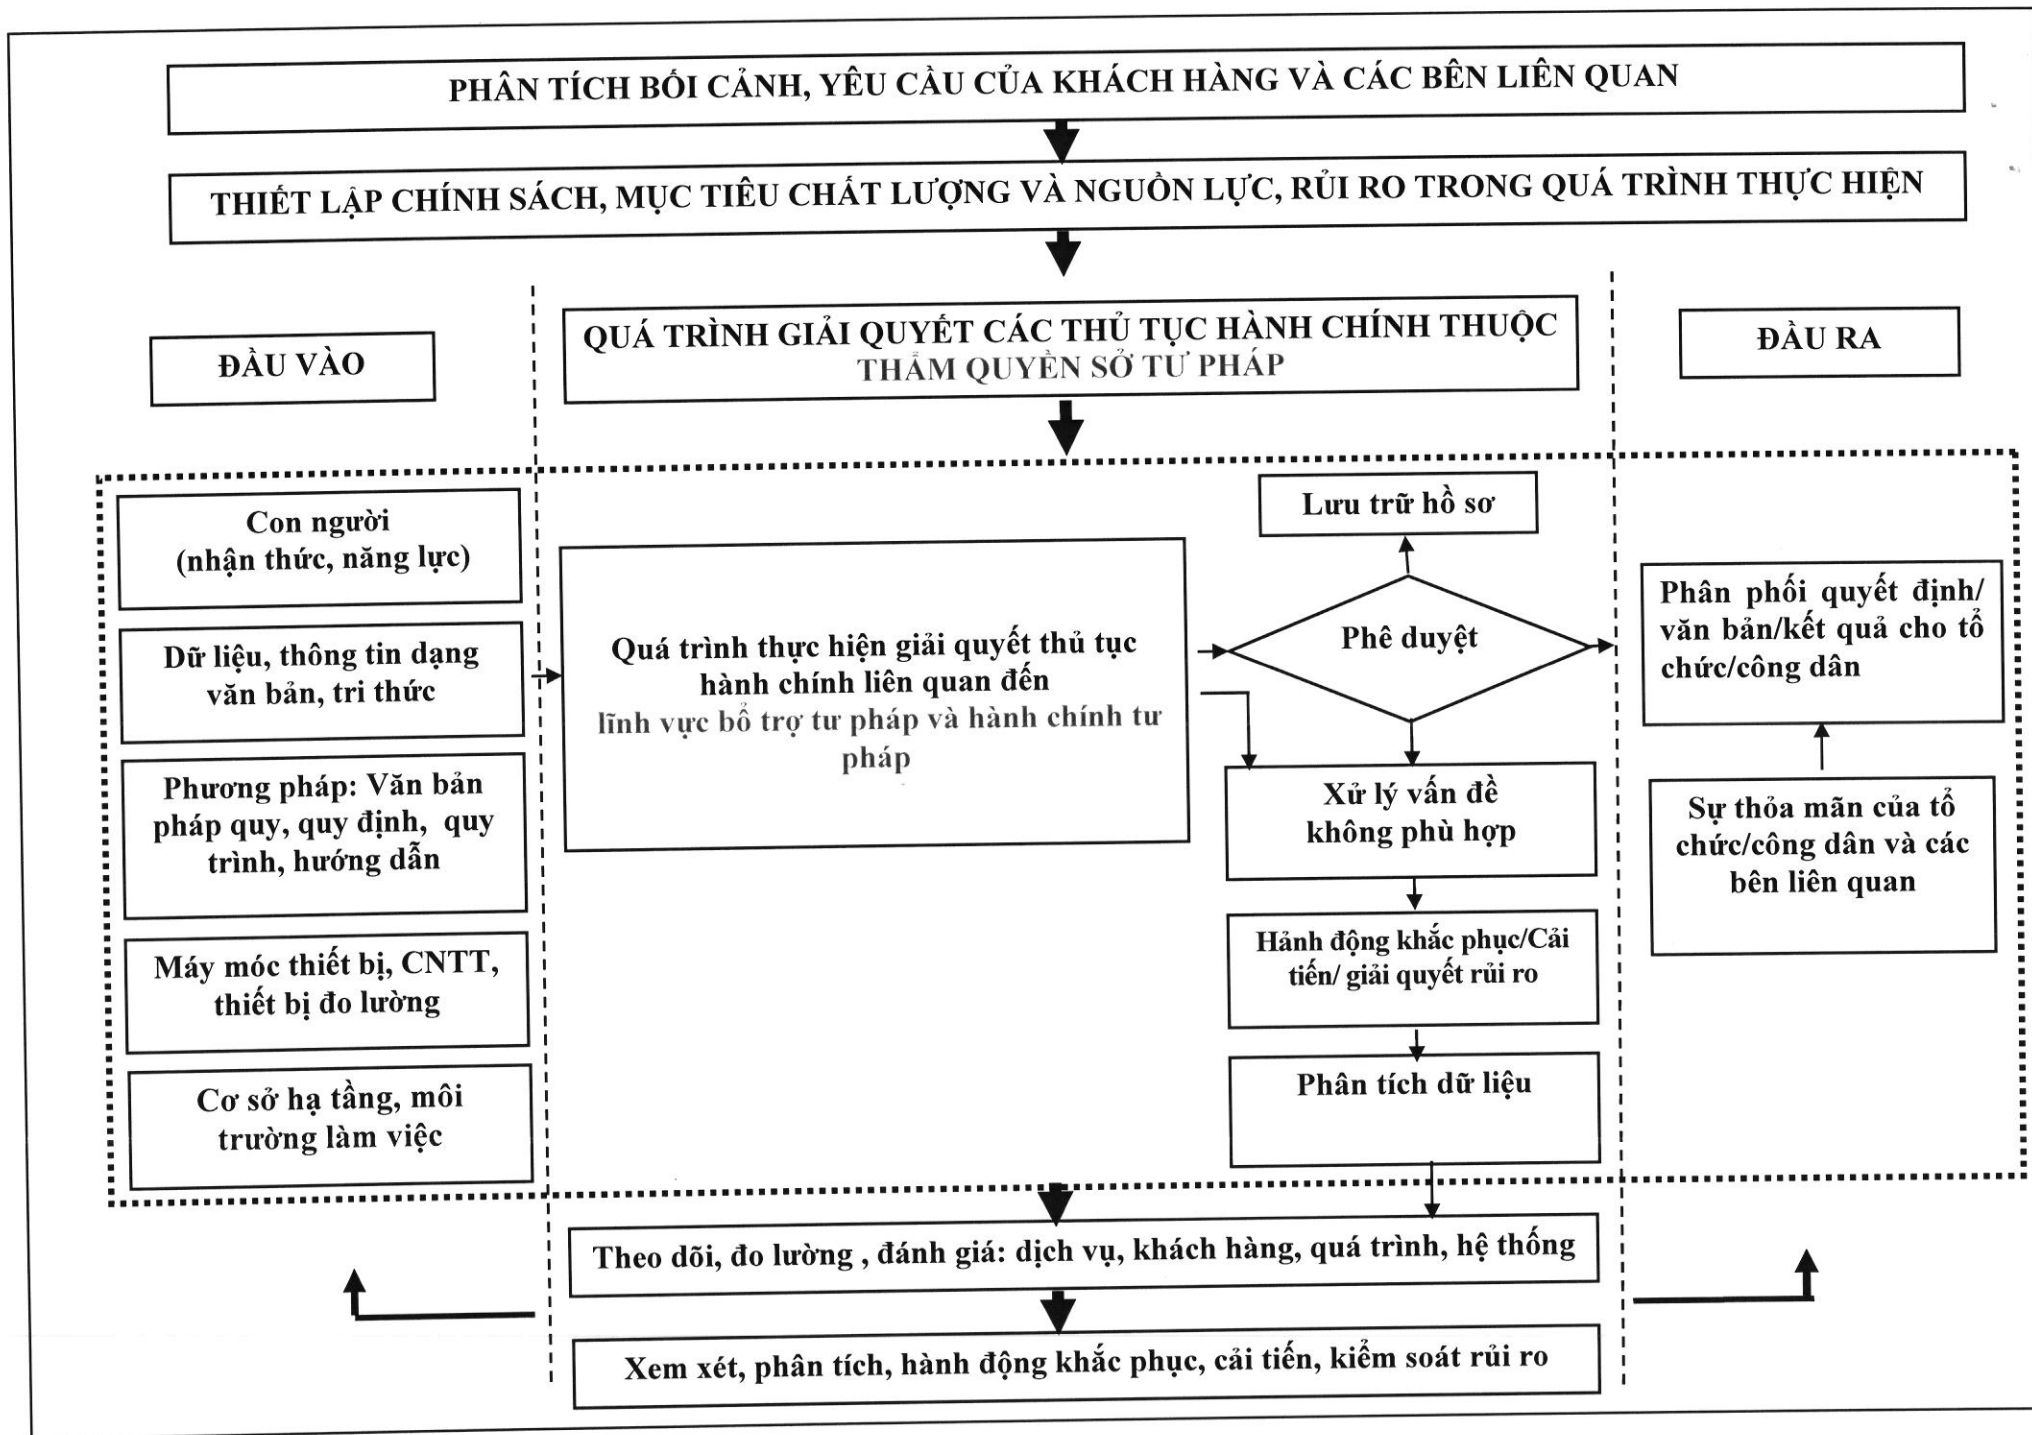 PHÂN TÍCH BỐI CẢNH, YÊU CẦU CỦA KHÁCH HÀNG VÀ CÁC BÊN LIÊN QUAN
THIẾT LẬP CHÍNH SÁCH, MỤC TIÊU CHẤT LƯỢNG VÀ NGUỒN LỰC, RỦI RO TRONG QUÁ TRÌNH THỰC HIỆN
ĐẦU VÀO
QUÁ TRÌNH GIẢI QUYẾT CÁC THỦ TỤC HÀNH CHÍNH THUỘC
THẨM QUYỀN SỞ TƯ PHÁP
ĐẦU RA
Con người
(nhận thức, năng lực)
Dữ liệu, thông tin dạng
văn bản, tri thức
Phương pháp: Văn bản
pháp quy, quy định, quy
trình, hướng dẫn
Máy móc thiết bị, CNTT,
thiết bị đo lường
Cơ sở hạ tầng, môi
trường làm việc
Quá trình thực hiện giải quyết thủ tục
hành chính liên quan đến
lĩnh vực bổ trợ tư pháp và hành chính tư
pháp
Lưu trữ hồ sơ
Phê duyệt
Xử lý vấn đề
không phù hợp
Hảnh động khắc phục/Cải
tiến/ giải quyết rủi ro
Phân tích dữ liệu
Phân phối quyết định/
văn bản/kết quả cho tổ
chức/công dân
Sự thỏa mãn của tổ
chức/công dân và các
bên liên quan
Theo dõi, đo lường , đánh giá: dịch vụ, khách hàng, quá trình, hệ thống
Xem xét, phân tích, hành động khắc phục, cải tiến, kiểm soát rủi ro